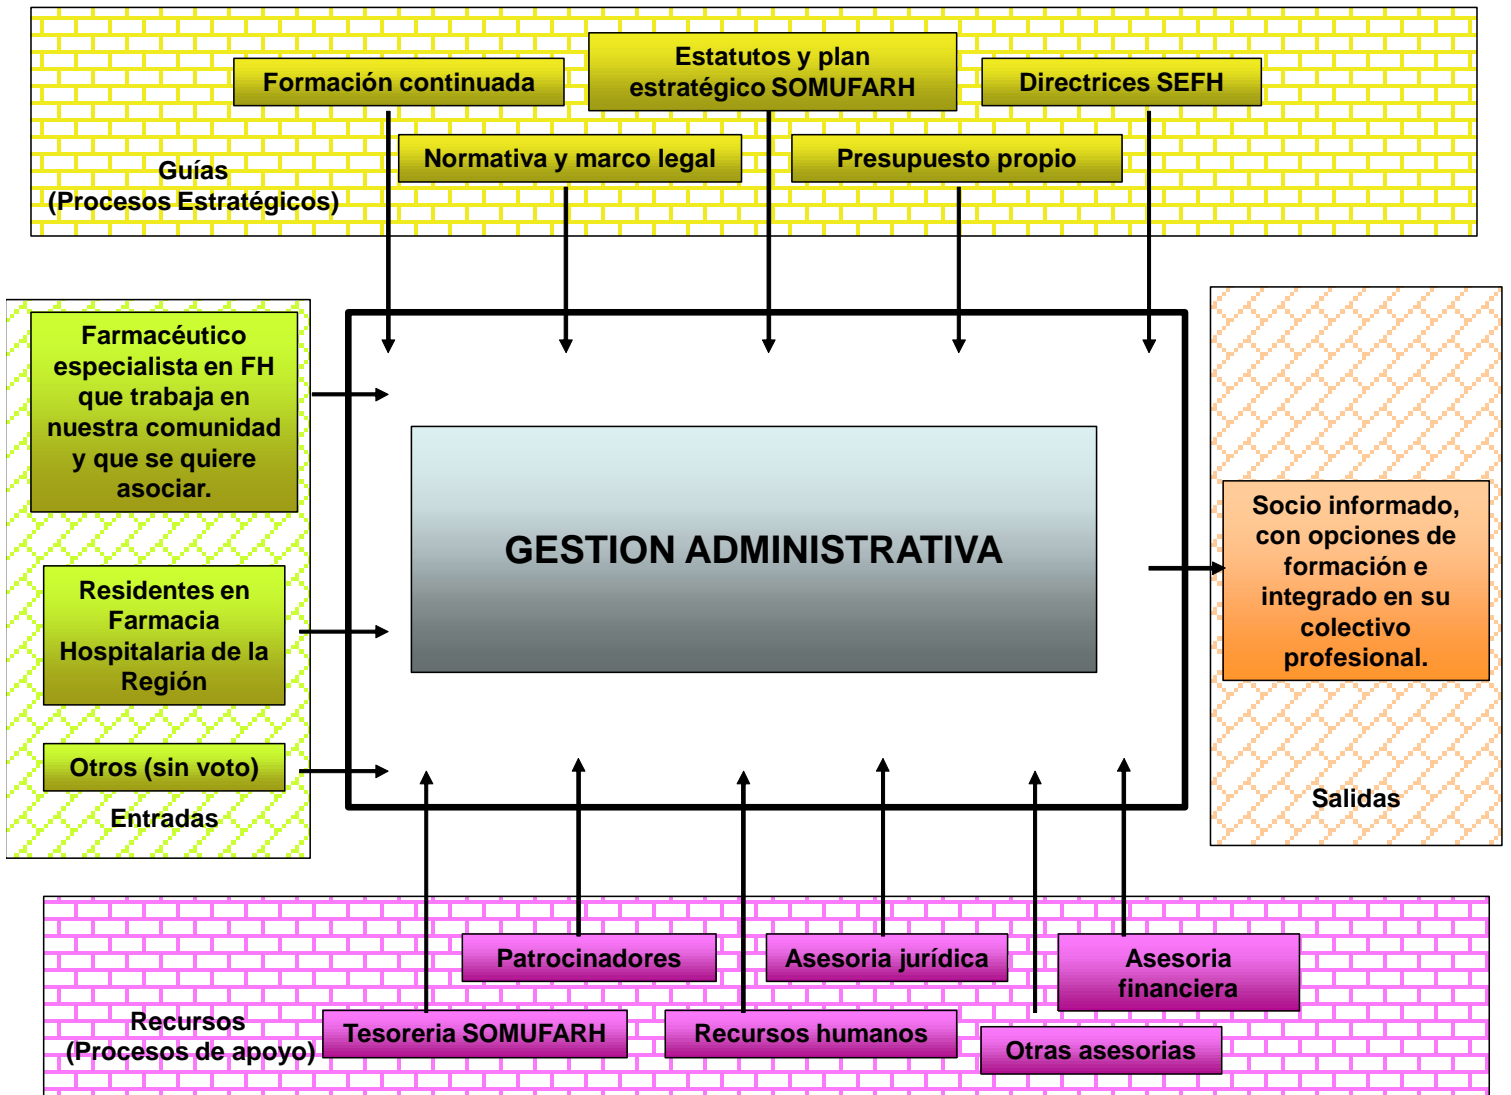 Formación continuada
Estatutos y plan
estratégico SOMUFARH
Directrices SEFH
Normativa y marco legal
Presupuesto propio
Guías
(Procesos Estratégicos)
Farmacéutico
especialista en FH
que trabaja en
nuestra comunidad
y que se quiere
asociar.
Residentes en
Farmacia
Hospitalaria de la
Región
Otros (sin voto)
Entradas
GESTION ADMINISTRATIVA
Socio informado,
con opciones de
formación e
integrado en su
colectivo
profesional.
Salidas
Patrocinadores
Asesoria jurídica
Asesoria
financiera
Recursos
(Procesos de apoyo)
Tesoreria SOMUFARH
Recursos humanos
Otras asesorias